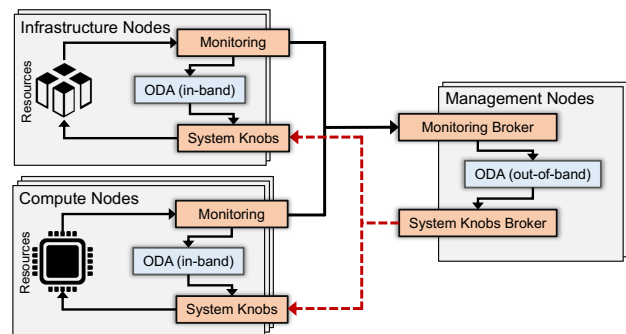 Infrastructure Nodes
Resources
Monitoring
ODA (in-band)
System Knobs
Compute Nodes
Resources
Monitoring
ODA (in-band)
System Knobs
Management Nodes
Monitoring Broker
ODA (out-of-band)
System Knobs Broker